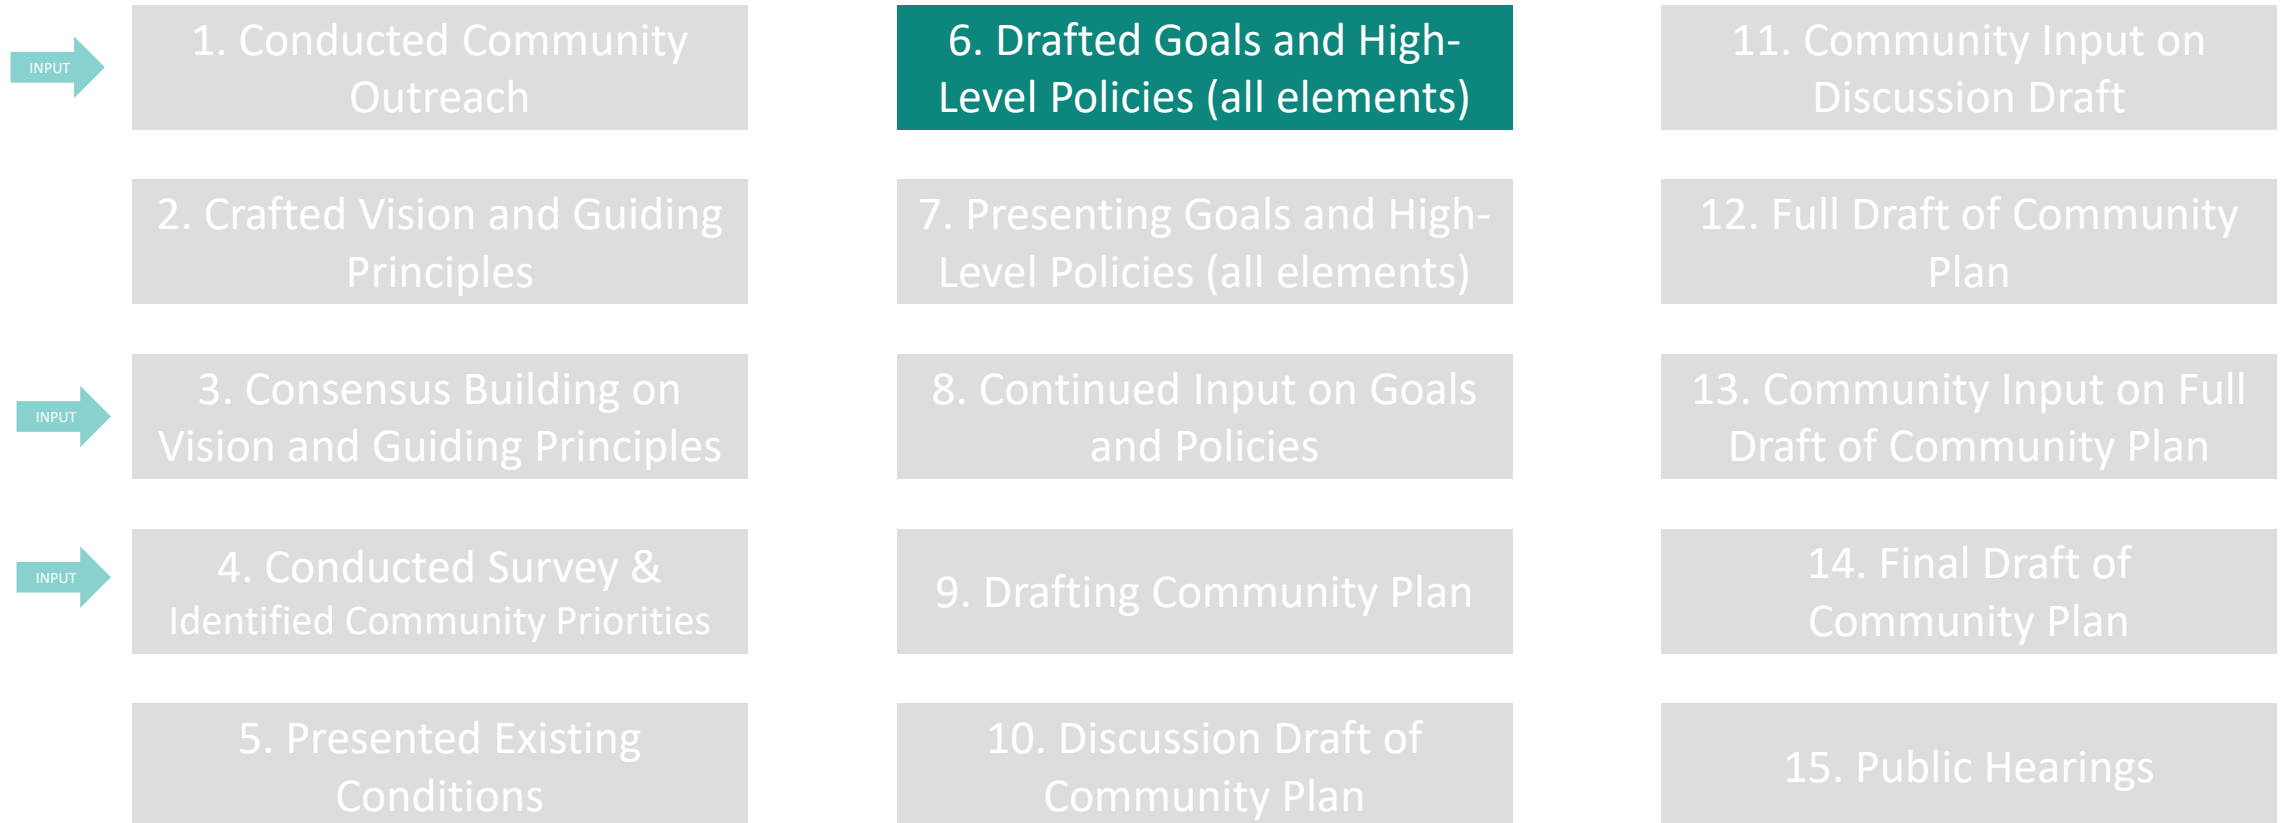 INPUT
1. Conducted Community
Outreach
2. Crafted Vision and Guiding
Principles
INPUT
3. Consensus Building on
Vision and Guiding Principles
INPUT
4. Conducted Survey &
Identified Community Priorities
5. Presented Existing
Conditions
6. Drafted Goals and High-
Level Policies (all elements)
7. Presenting Goals and High-
Level Policies (all elements)
8. Continued Input on Goals
and Policies
9. Drafting Community Plan
10. Discussion Draft of
Community Plan
11. Community Input on
Discussion Draft
12. Full Draft of Community
Plan
13. Community Input on Full
Draft of Community Plan
14. Final Draft of
Community Plan
15. Public Hearings